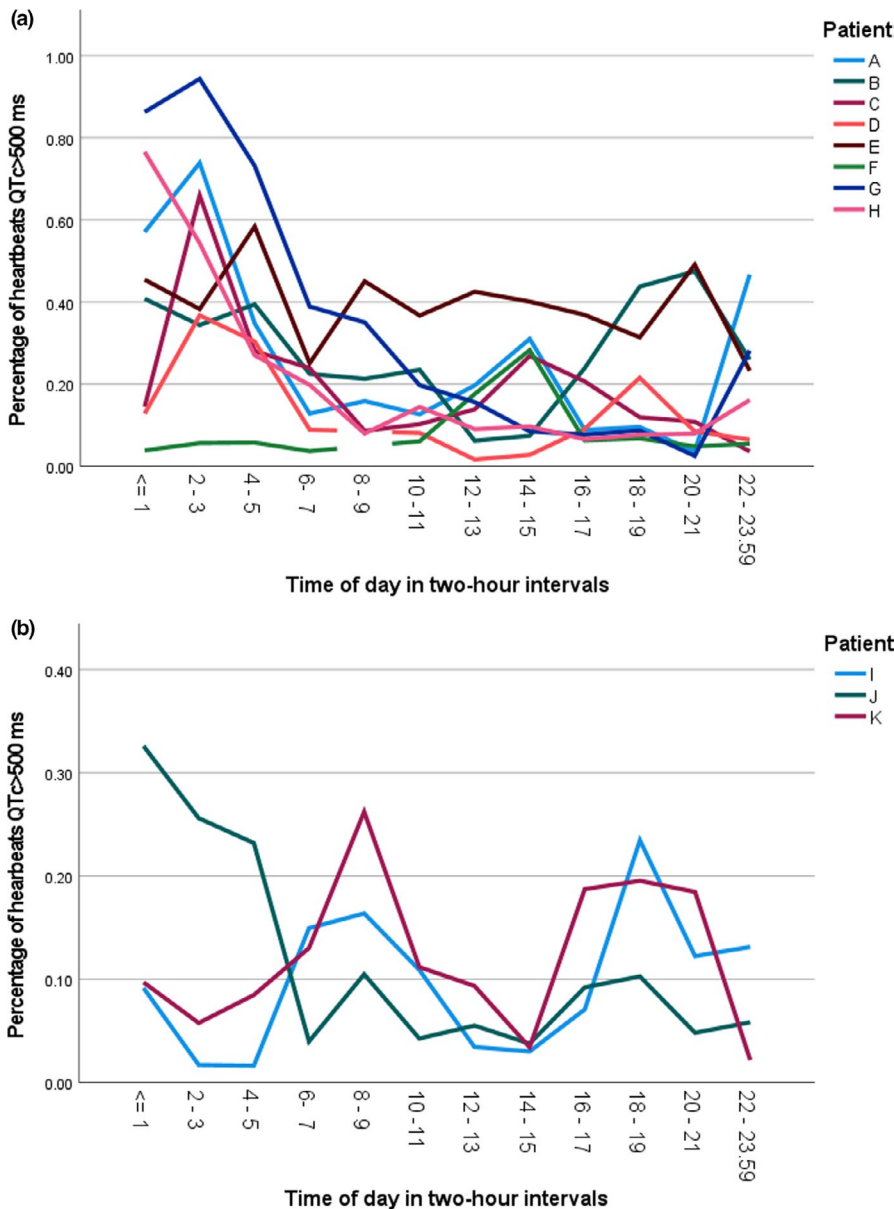 (a)
Patient
A
B
C
D
E
F
G
H
Percentage of heartbeats QTc>500 ms
1.00
0.80
0.60
0.40
0.20
0.00
<= 1
2 - 3
4 - 5
6- 7
8 - 9
10 -11
12 - 13
14 - 15
16 - 17
18 - 19
20 - 21
22 - 23.59
Time of day in two-hour intervals
(b)
Patient
I
J
K
Percentage of hearbeats QTc>500 ms
0.40
0.30
0.20
0.10
0.00
<= 1
2 - 3
4 - 5
6- 7
8 - 9
10 -11
12 - 13
14 - 15
16 - 17
18 - 19
20 - 21
22 - 23.59
Time of day in two-hour intervals